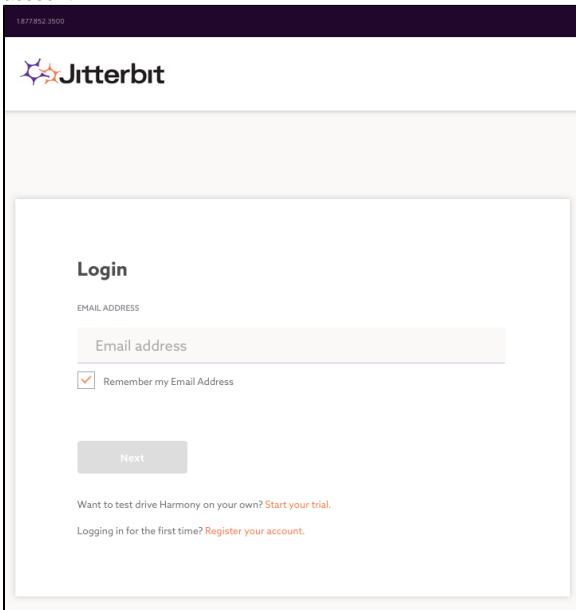 1.877.852.3500
Jitterbit
Login
EMAIL ADDRESS
Email address
Remember my Email Address
Next
Want to test drive Harmony on your own? Start your trial.
Logging in for the first time? Register your account.